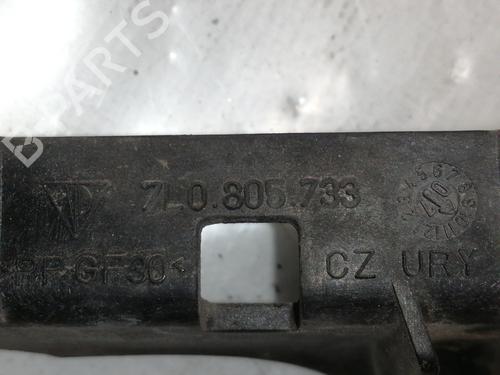 B-PARTS
7L0.805.733
>PP-GF30<
CZ URY